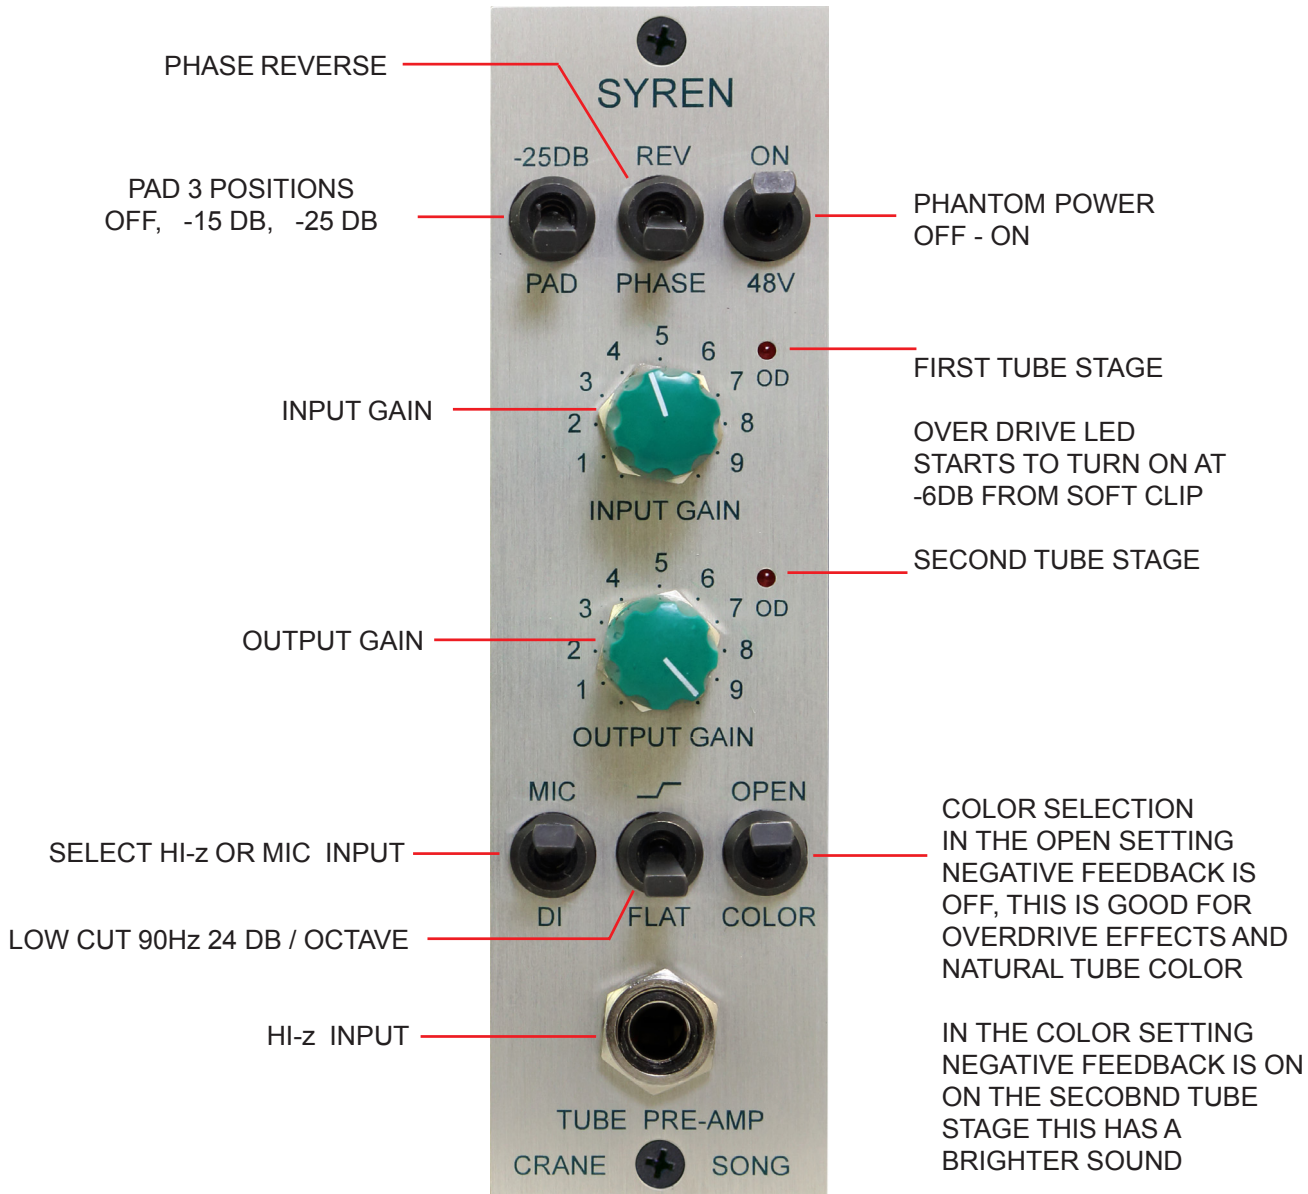 PHASE REVERSE
SYREN
-25DB REV ON
PAD 3 POSITIONS
OFF, -15 DB, -25 DB
PHANTOM POWER
OFF - ON
PAD PHASE 48V
1 2 3 4 5 6 7 8 9
OD
FIRST TUBE STAGE
INPUT GAIN
OVER DRIVE LED
STARTS TO TURN ON AT
-6DB FROM SOFT CLIP
INPUT GAIN
SECOND TUBE STAGE
1 2 3 4 5 6 7 8 9
OD
OUTPUT GAIN
OUTPUT GAIN
MIC OPEN
SELECT HI-z OR MIC INPUT
DI FLAT COLOR
LOW CUT 90Hz 24 DB / OCTAVE
COLOR SELECTION
IN THE OPEN SETTING
NEGATIVE FEEDBACK IS
OFF, THIS IS GOOD FOR
OVERDRIVE EFFECTS AND
NATURAL TUBE COLOR
HI-z INPUT
IN THE COLOR SETTING
NEGATIVE FEEDBACK IS ON
ON THE SECOBND TUBE
STAGE THIS HAS A
BRIGHTER SOUND
TUBE PRE-AMP
CRANE SONG